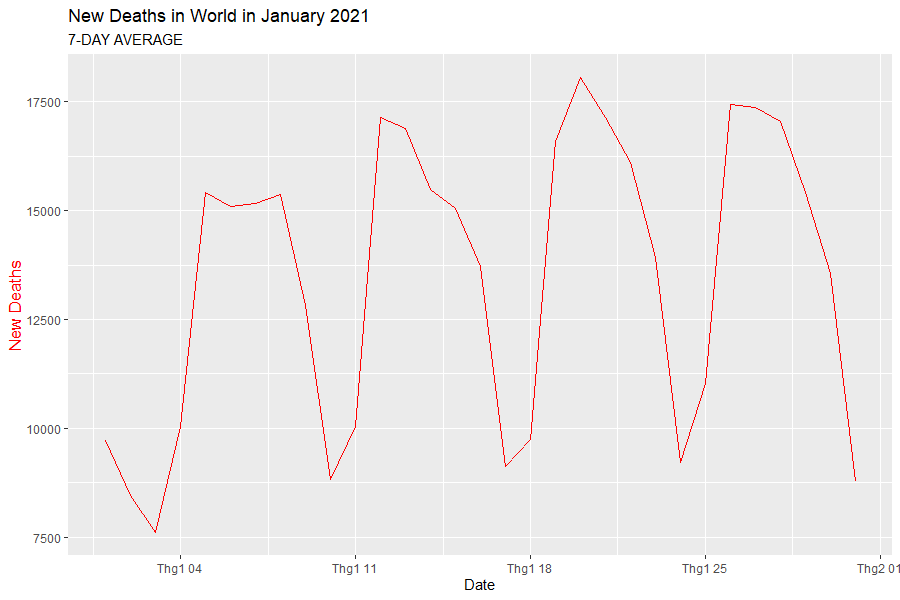 New Deaths in World in January 2021
7-DAY AVERAGE
New Deaths
17500
15000
12500
10000
7500
Thg1 04
Thg1 11
Thg1 18
Thg1 25
Thg2 01
Date